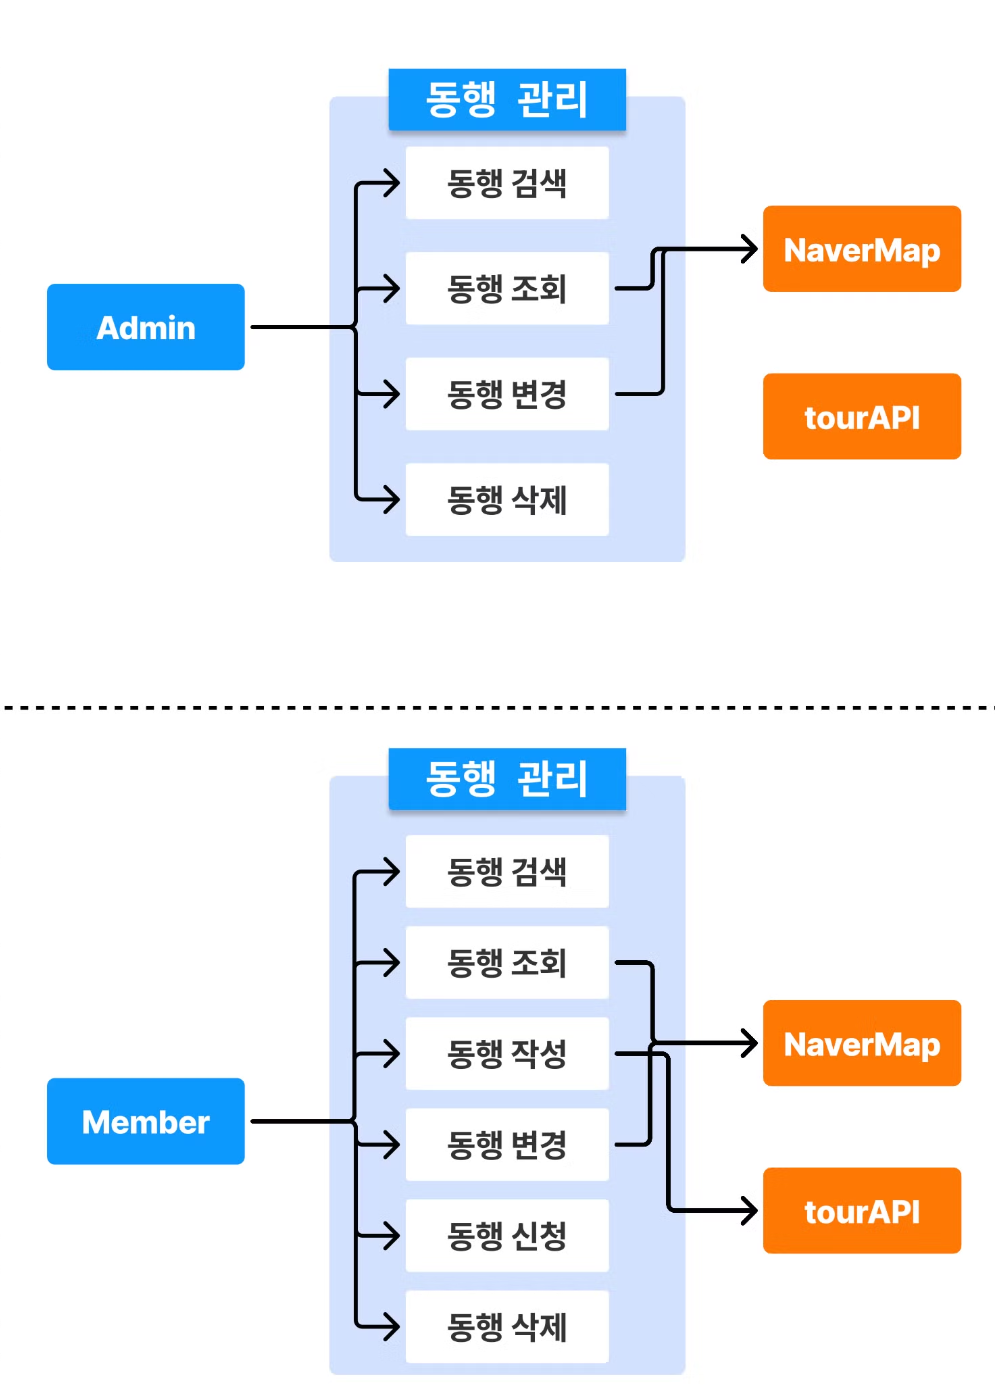 동행 관리
동행 검색
동행 조회
동행 변경
동행 삭제
Admin
NaverMap
tourAPI
동행 관리
동행 검색
동행 조회
동행 작성
동행 변경
동행 신청
동행 삭제
Member
NaverMap
tourAPI